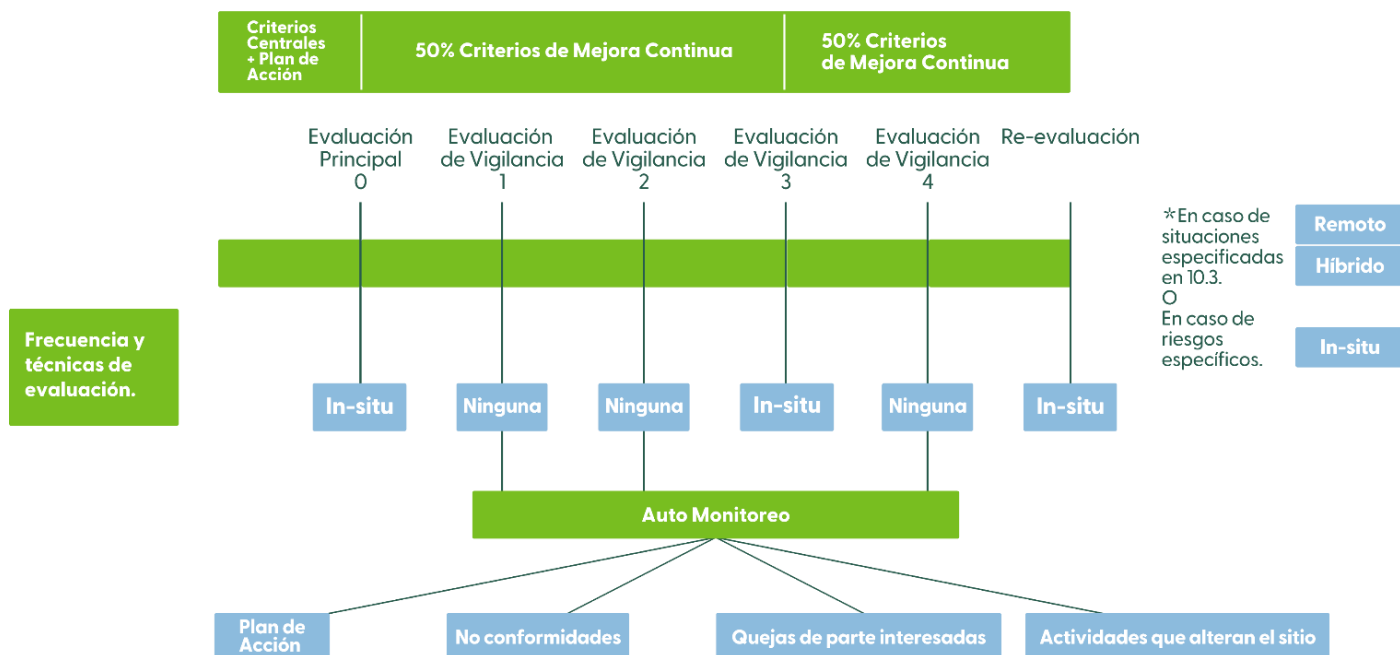 Criterios
Centrales
+ Plan de
Acción
50% Criterios de Mejora Continua
50% Criterios
de Mejora Continua
Evaluación
Principal
0
Evaluación
de Vigilancia
1
Evaluación
de Vigilancia
2
Evaluación
de Vigilancia
3
Evaluación
de Vigilancia
4
Re-evaluación
*En caso de
situaciones
especificadas
en 10.3.
O
En caso de
riesgos
específicos.
Remoto
Híbrido
In-situ
Frecuencia y
técnicas de
evaluación.
In-situ
Ninguna
Ninguna
In-situ
Ninguna
In-situ
Auto Monitoreo
Plan de
Acción
No conformidades
Quejas de parte interesadas
Actividades que alteran el sitio